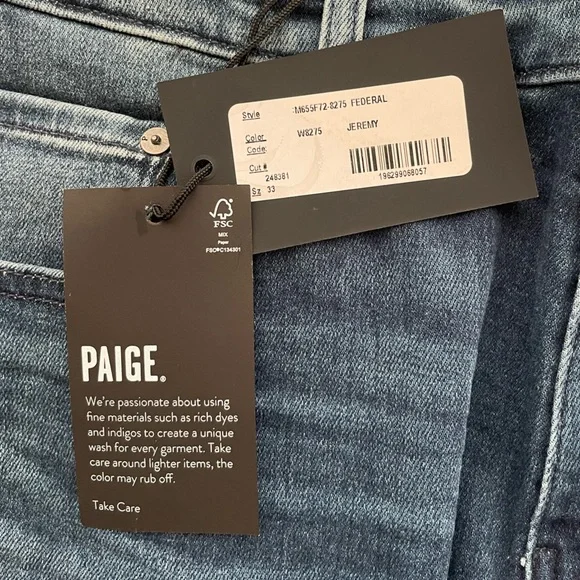 Style M655F72-8275 FEDERAL
Color W8275 JEREMY
Code:
Cut #
248381
Sz 33
196299068057
FSC
MIX
Paper
FSC® C134301
PAIGE®
We're passionate about using
fine materials such as rich dyes
and indigos to create a unique
wash for every garment. Take
care around lighter items, the
color may rub off.
Take Care